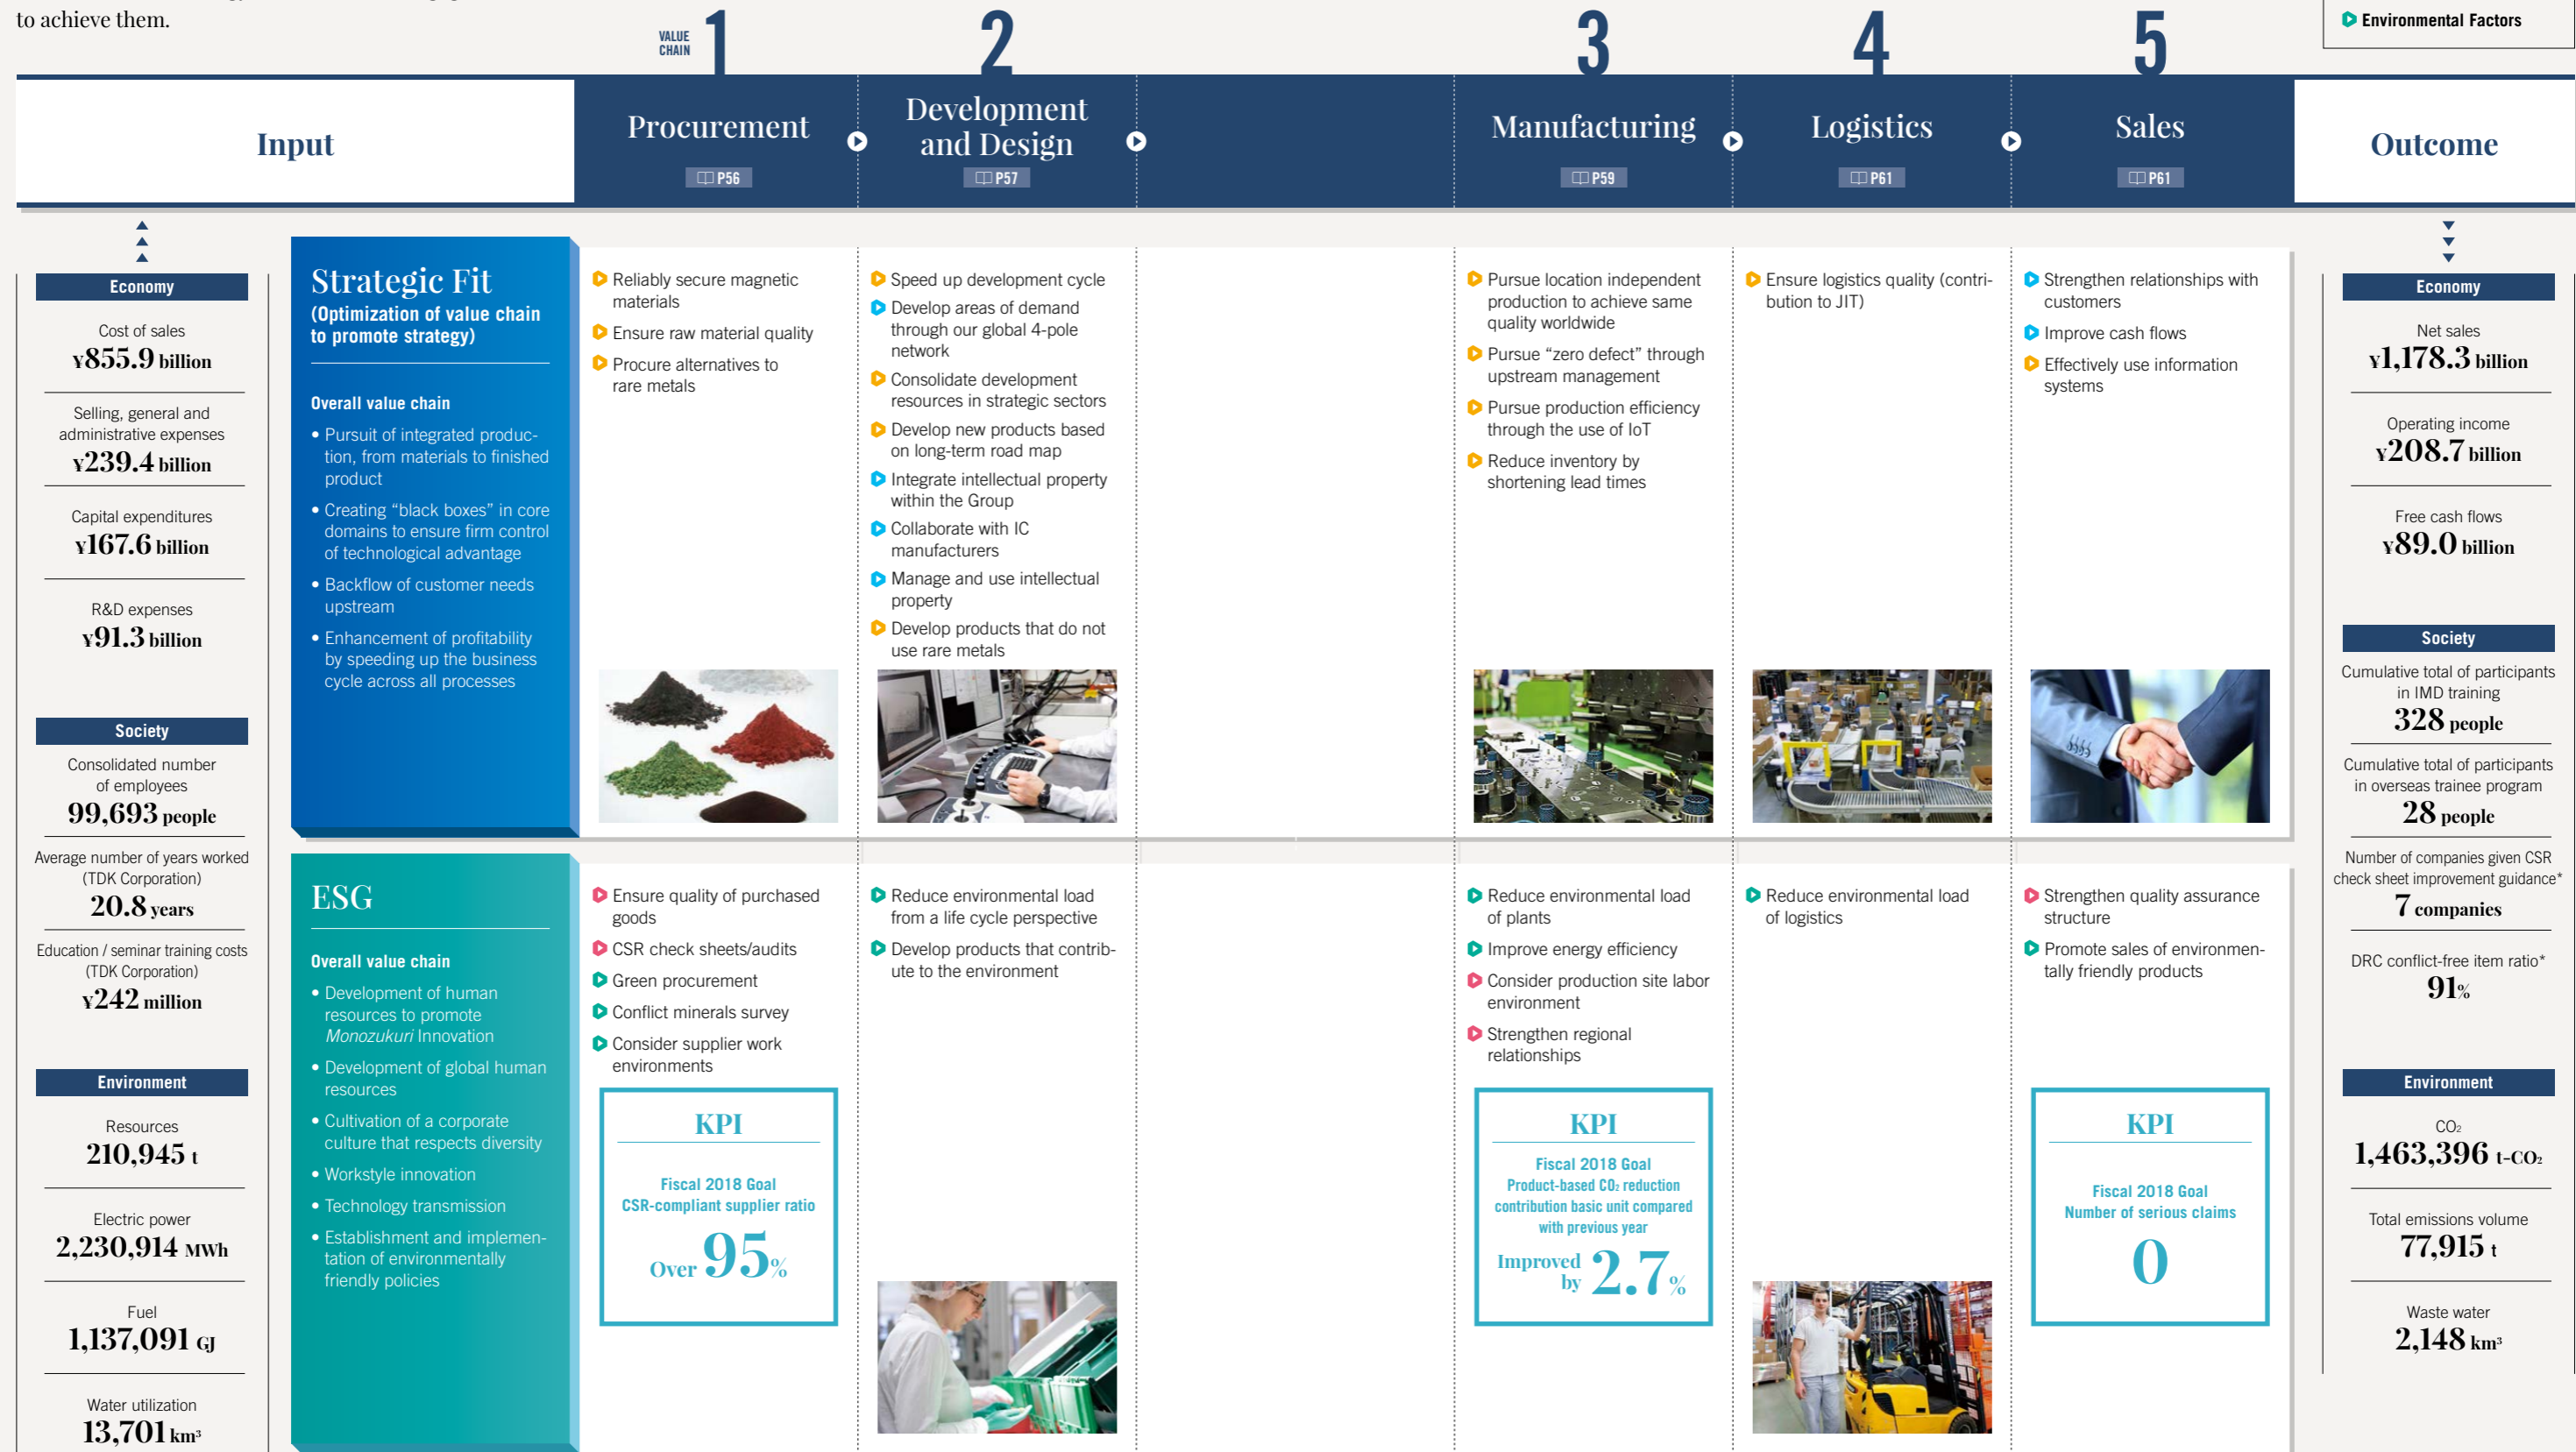 to achieve them.
Environmental Factors
VALUE
CHAIN
1
2
3
4
5
Input
Procurement
P56
Development
and Design
P57
Manufacturing
P59
Logistics
P61
Sales
P61
Outcome
Economy
Cost of sales
¥855.9 billion
Selling, general and
administrative expenses
¥239.4 billion
Capital expenditures
¥167.6 billion
R&D expenses
¥91.3 billion
Society
Consolidated number
of employees
99,693 people
Average number of years worked
(TDK Corporation)
20.8 years
Education / seminar training costs
(TDK Corporation)
¥242 million
Environment
Resources
210,945 t
Electric power
2,230,914 MWh
Fuel
1,137,091 GJ
Water utilization
13,701 km³
Strategic Fit
(Optimization of value chain
to promote strategy)
Overall value chain
• Pursuit of integrated produc-
tion, from materials to finished
product
• Creating “black boxes” in core
domains to ensure firm control
of technological advantage
• Backflow of customer needs
upstream
• Enhancement of profitability
by speeding up the business
cycle across all processes
Reliably secure magnetic
materials
Ensure raw material quality
Procure alternatives to
rare metals
Speed up development cycle
Develop areas of demand
through our global 4-pole
network
Consolidate development
resources in strategic sectors
Develop new products based
on long-term road map
Integrate intellectual property
within the Group
Collaborate with IC
manufacturers
Manage and use intellectual
property
Develop products that do not
use rare metals
Pursue location independent
production to achieve same
quality worldwide
Pursue “zero defect” through
upstream management
Pursue production efficiency
through the use of IoT
Reduce inventory by
shortening lead times
Ensure logistics quality (contri-
bution to JIT)
Strengthen relationships with
customers
Improve cash flows
Effectively use information
systems
ESG
Overall value chain
• Development of human
resources to promote
Monozukuri Innovation
• Development of global human
resources
• Cultivation of a corporate
culture that respects diversity
• Workstyle innovation
• Technology transmission
• Establishment and implemen-
tation of environmentally
friendly policies
Ensure quality of purchased
goods
CSR check sheets/audits
Green procurement
Conflict minerals survey
Consider supplier work
environments
KPI
Fiscal 2018 Goal
CSR-compliant supplier ratio
Over 95%
Reduce environmental load
from a life cycle perspective
Develop products that contrib-
ute to the environment
Reduce environmental load
of plants
Improve energy efficiency
Consider production site labor
environment
Strengthen regional
relationships
KPI
Fiscal 2018 Goal
Product-based CO₂ reduction
contribution basic unit compared
with previous year
Improved
by 2.7%
Reduce environmental load
of logistics
Strengthen quality assurance
structure
Promote sales of environmen-
tally friendly products
KPI
Fiscal 2018 Goal
Number of serious claims
0
Economy
Net sales
¥1,178.3 billion
Operating income
¥208.7 billion
Free cash flows
¥89.0 billion
Society
Cumulative total of participants
in IMD training
328 people
Cumulative total of participants
in overseas trainee program
28 people
Number of companies given CSR
check sheet improvement guidance*
7 companies
DRC conflict-free item ratio*
91%
Environment
CO₂
1,463,396 t-CO₂
Total emissions volume
77,915 t
Waste water
2,148 km³